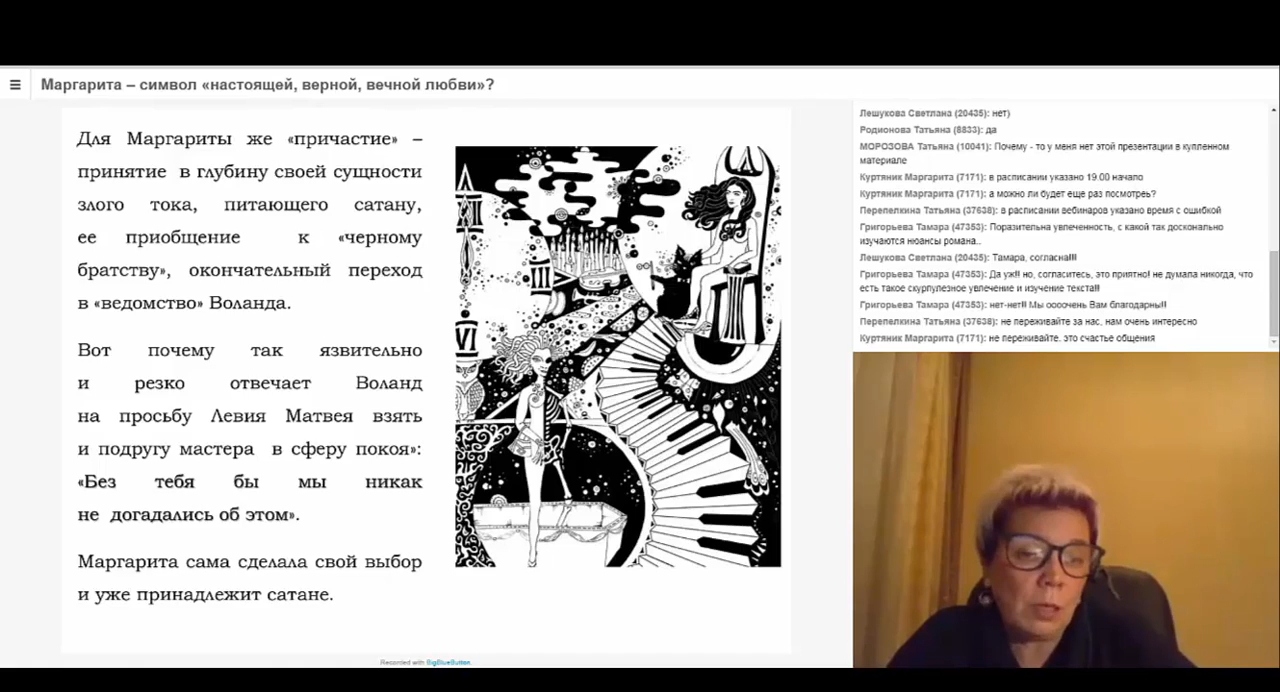 Маргарита – символ «настоящей, верной, вечной любви»?
Для Маргариты же «причастие» –
принятие в глубину своей сущности
злого тока, питающего сатану,
ее приобщение к «черному
братству», окончательный переход
в «ведомство» Воланда.
Вот почему так язвительно
и резко отвечает Воланд
на просьбу Левия Матвея взять
и подругу мастера в сферу покоя»:
«Без тебя бы мы никак
не догадались об этом».
Маргарита сама сделала свой выбор
и уже принадлежит сатане.
III
VI
Recorded with BigBlueButton.
Лешукова Светлана (20435): нет)
Родионова Татьяна (8833): да
МОРОЗОВА Татьяна (10041): Почему - то у меня нет этой презентации в купленном
материале
Куртяник Маргарита (7171): в расписании указано 19.00 начало
Куртяник Маргарита (7171): а можно ли будет еще раз посмотреь?
Перепелкина Татьяна (37638): в расписании вебинаров указано время с ошибкой
Григорьева Тамара (47353): Поразительна увлеченность, с какой так досконально
изучаются нюансы романа...
Лешукова Светлана (20435): Тамара, согласна!!!
Григорьева Тамара (47353): Да уж!! но, согласитесь, это приятно! не думала никогда, что
есть такое скурпулезное увлечение и изучение текста!!!
Григорьева Тамара (47353): нет-нет!! Мы оооочень Вам благодарны!!
Перепелкина Татьяна (37638): не переживайте за нас, нам очень интересно
Куртяник Маргарита (7171): не переживайте. это счастье общения